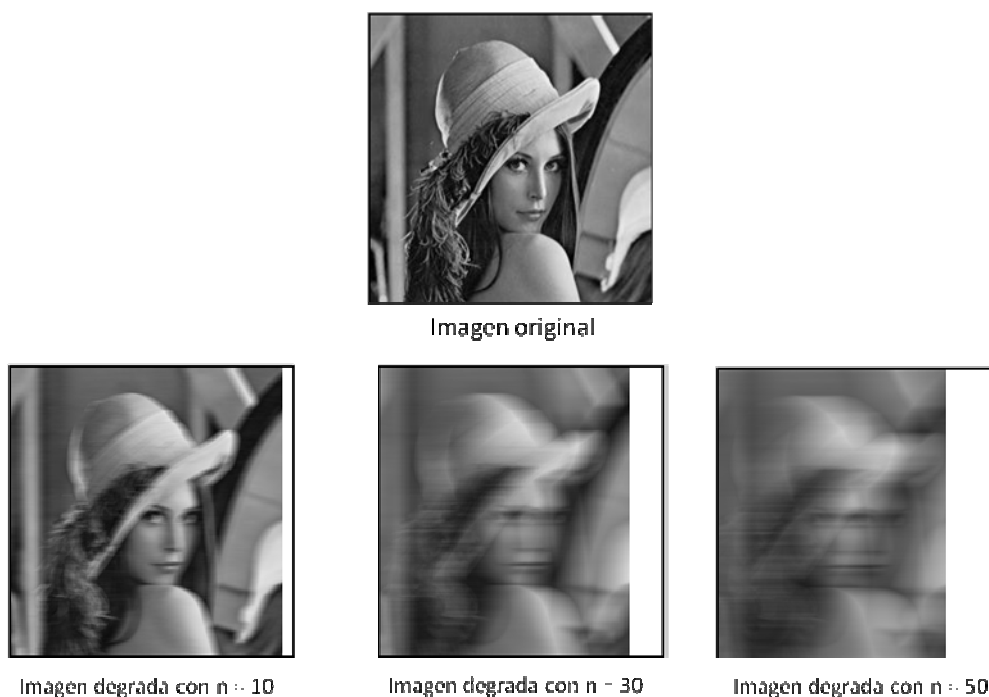 Imagen original
Imagen degrada con n = 10
Imagen degrada con n = 30
Imagen degrada con n = 50